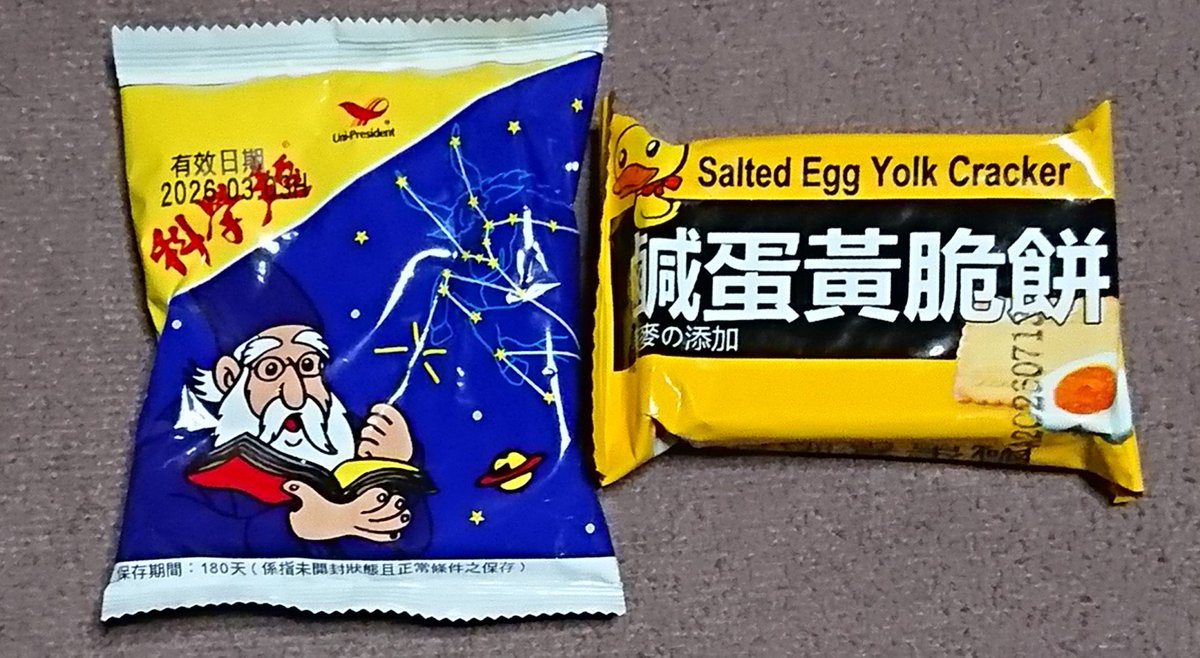 Uni-President
有效日期
2026.03.03H
科學麵
保存期間：180天(係指未開封狀態且正常條件之保存)
Salted Egg Yolk Cracker
鹹蛋黃脆餅
麥の添加